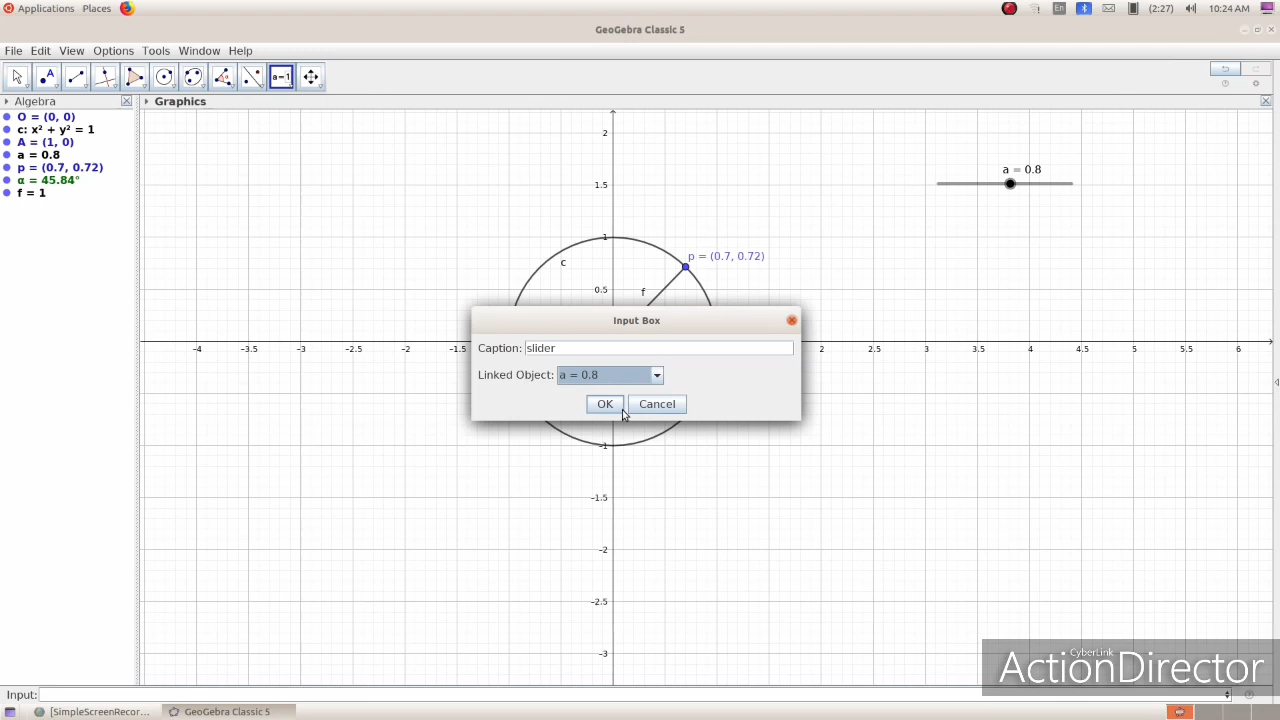 Applications Places En (2:27) 10:24 AM
GeoGebra Classic 5
File Edit View Options Tools Window Help
a=1
Algebra Graphics
O = (0, 0)
c: x² + y² = 1
A = (1, 0)
a = 0.8
p = (0.7, 0.72)
α = 45.84°
f = 1
2
a = 0.8
1.5
1
p = (0.7, 0.72)
c
0.5
f
Input Box
Caption: slider
Linked Object: a = 0.8
OK Cancel
-4 -3.5 -3 -2.5 -2 -1.5 2 2.5 3 3.5 4 4.5 5 5.5 6
-1
-1.5
-2
-2.5
-3
CyberLink
ActionDirector
Input:
[SimpleScreenRecor... GeoGebra Classic 5